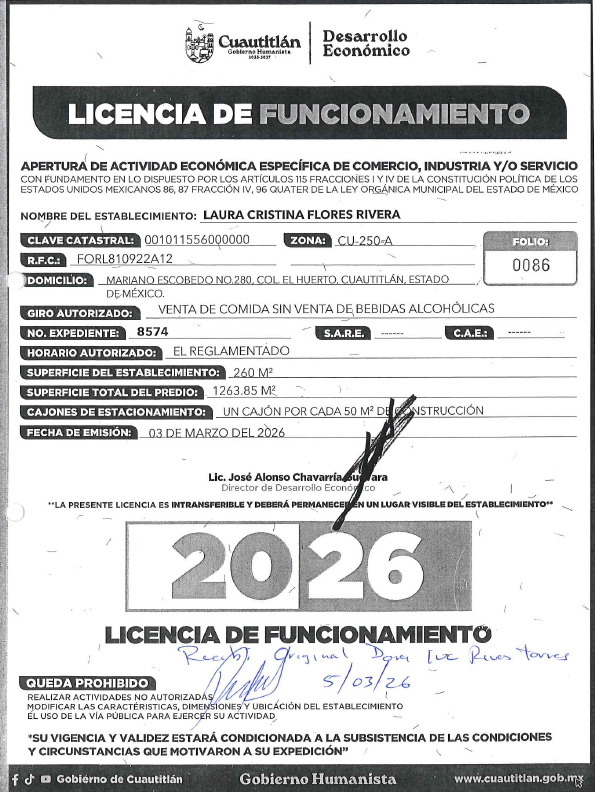 Cuautitlán
Gobierno Humanista
2025-2027
Desarrollo
Económico
LICENCIA DE FUNCIONAMIENTO
APERTURA DE ACTIVIDAD ECONÓMICA ESPECÍFICA DE COMERCIO, INDUSTRIA Y/O SERVICIO
CON FUNDAMENTO EN LO DISPUESTO POR LOS ARTÍCULOS 115 FRACCIONES I Y IV DE LA CONSTITUCIÓN POLÍTICA DE LOS
ESTADOS UNIDOS MEXICANOS 86, 87 FRACCIÓN IV, 96 QUATER DE LA LEY ORGÁNICA MUNICIPAL DEL ESTADO DE MÉXICO
NOMBRE DEL ESTABLECIMIENTO: LAURA CRISTINA FLORES RIVERA
CLAVE CATASTRAL: 001011556000000 ZONA: CU-250-A
FOLIO:
0086
R.F.C.: FORL810922A12
DOMICILIO: MARIANO ESCOBEDO NO.280, COL. EL HUERTO, CUAUTITLÁN, ESTADO
DE MÉXICO.
GIRO AUTORIZADO: VENTA DE COMIDA SIN VENTA DE BEBIDAS ALCOHÓLICAS
NO. EXPEDIENTE: 8574 S.A.R.E. ------ C.A.E.: ------
HORARIO AUTORIZADO: EL REGLAMENTADO
SUPERFICIE DEL ESTABLECIMIENTO: 260 M²
SUPERFICIE TOTAL DEL PREDIO: 1263.85 M²
CAJONES DE ESTACIONAMIENTO: UN CAJÓN POR CADA 50 M² DE CONSTRUCCIÓN
FECHA DE EMISIÓN: 03 DE MARZO DEL 2026
Lic. José Alonso Chavarría Guevara
Director de Desarrollo Económico
**LA PRESENTE LICENCIA ES INTRANSFERIBLE Y DEBERÁ PERMANECER EN UN LUGAR VISIBLE DEL ESTABLECIMIENTO**
2026
LICENCIA DE FUNCIONAMIENTO
Recibí original Dora Luz Rivera Torres
5/03/26
QUEDA PROHIBIDO
REALIZAR ACTIVIDADES NO AUTORIZADAS
MODIFICAR LAS CARACTERÍSTICAS, DIMENSIONES Y UBICACIÓN DEL ESTABLECIMIENTO
EL USO DE LA VÍA PÚBLICA PARA EJERCER SU ACTIVIDAD
"SU VIGENCIA Y VALIDEZ ESTARÁ CONDICIONADA A LA SUBSISTENCIA DE LAS CONDICIONES
Y CIRCUNSTANCIAS QUE MOTIVARON A SU EXPEDICIÓN"
Gobierno de Cuautitlán
Gobierno Humanista
www.cuautitlan.gob.mx